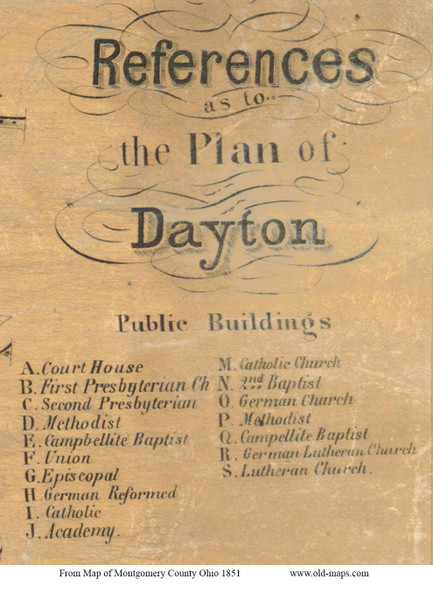 References
as to
the Plan of
Dayton
Public Buildings
A. Court House
B. First Presbyterian Ch
C. Second Presbyterian
D. Methodist
E. Campbellite Baptist
F. Union
G. Episcopal
H. German Reformed
I. Catholic
J. Academy.
M. Catholic Church
N. 2nd Baptist
O. German Church
P. Methodist
Q. Campellite Baptist
R. German Lutheran Church
S. Lutheran Church.
From Map of Montgomery County Ohio 1851 www.old-maps.com